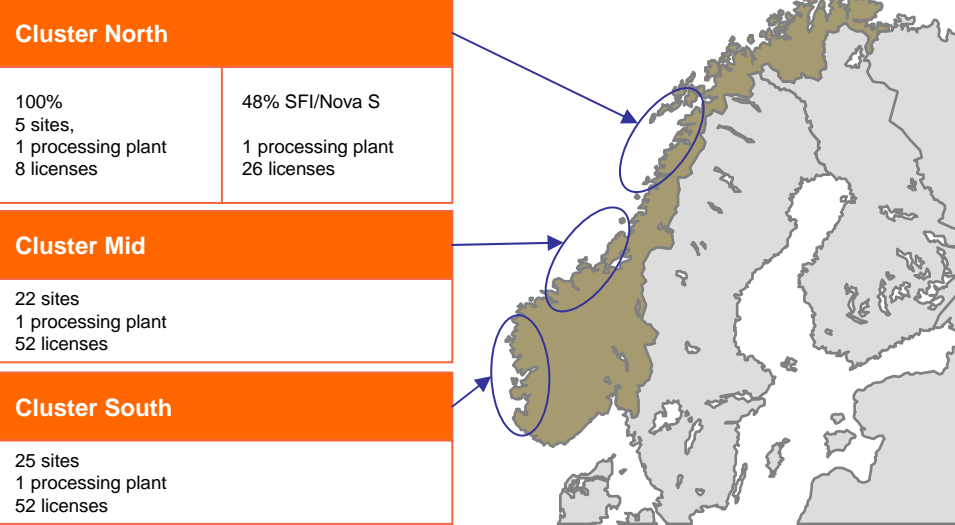 Cluster North
100%
5 sites,
1 processing plant
8 licenses
48% SFI/Nova S
1 processing plant
26 licenses
Cluster Mid
22 sites
1 processing plant
52 licenses
Cluster South
25 sites
1 processing plant
52 licenses